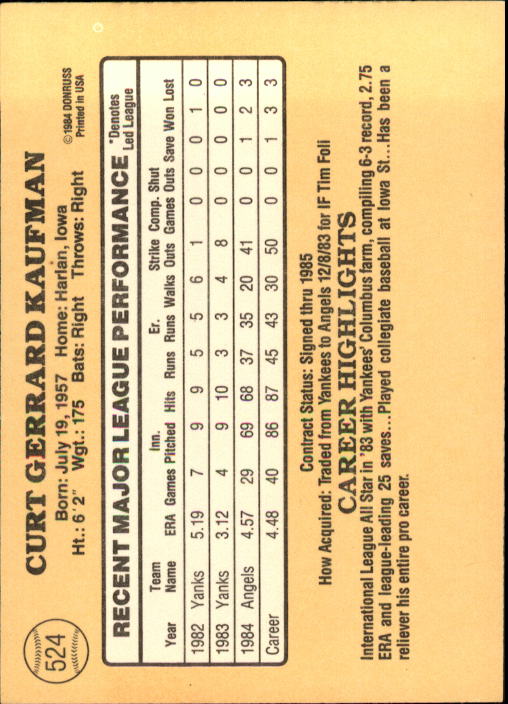 524
CURT GERRARD KAUFMAN
Born: July 19, 1957 Home: Harlan, Iowa
Ht.: 6'2" Wgt.: 175 Bats: Right Throws: Right
©1984 DONRUSS
Printed in USA
RECENT MAJOR LEAGUE PERFORMANCE
*Denotes
Led League
Team Inn. Er. Strike Comp. Shut
Year Name ERA Games Pitched Hits Runs Runs Walks Outs Games Outs Save Won Lost
1982 Yanks 5.19 7 9 9 5 5 6 1 0 0 0 1 0
1983 Yanks 3.12 4 9 10 3 3 4 8 0 0 0 0 0
1984 Angels 4.57 29 69 68 37 35 20 41 0 0 1 2 3
Career 4.48 40 86 87 45 43 30 50 0 0 1 3 3
Contract Status: Signed thru 1985
How Acquired: Traded from Yankees to Angels 12/8/83 for IF Tim Foli
CAREER HIGHLIGHTS
International League All Star in '83 with Yankees' Columbus farm, compiling 6-3 record, 2.75
ERA and league-leading 25 saves...Played collegiate baseball at Iowa St...Has been a
reliever his entire pro career.